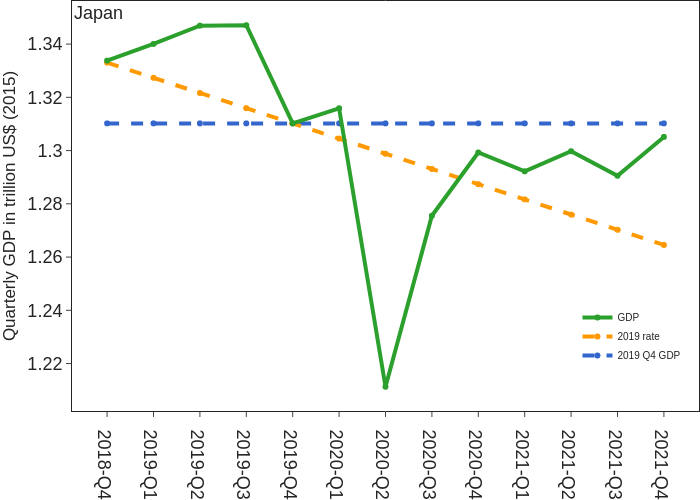 Japan
Quarterly GDP in trillion US$ (2015)
1.34
1.32
1.3
1.28
1.26
1.24
1.22
GDP
2019 rate
2019 Q4 GDP
2018-Q4
2019-Q1
2019-Q2
2019-Q3
2019-Q4
2020-Q1
2020-Q2
2020-Q3
2020-Q4
2021-Q1
2021-Q2
2021-Q3
2021-Q4